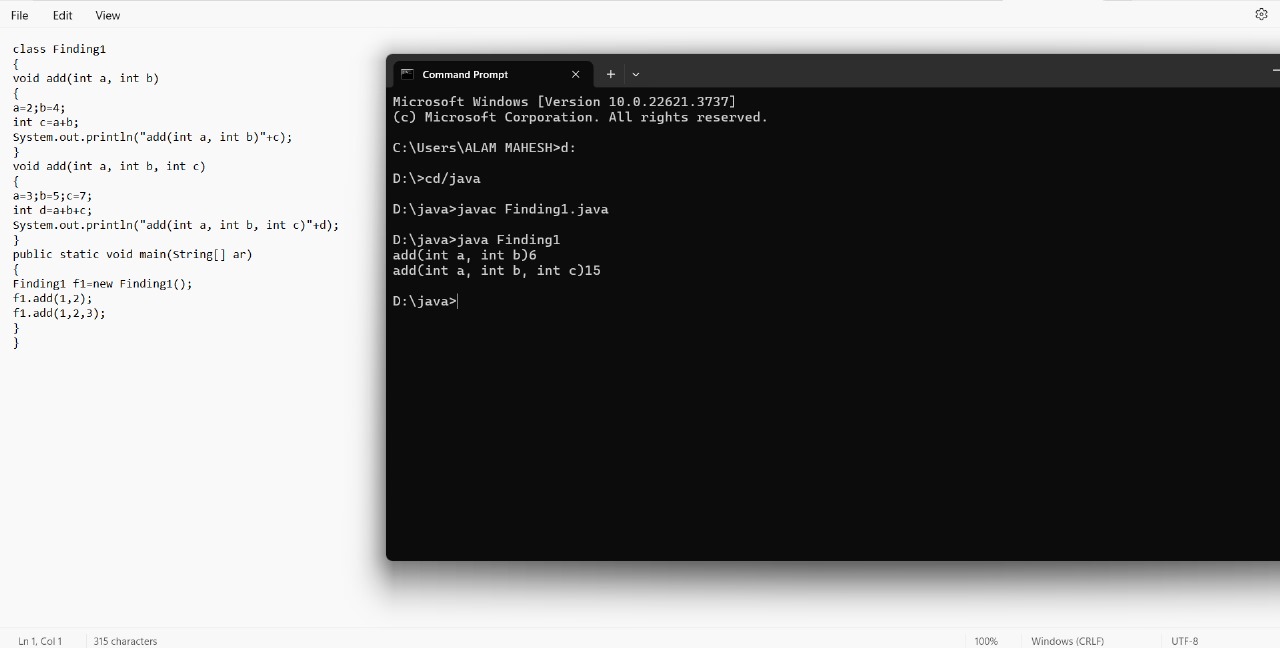 File Edit View
class Finding1
{
void add(int a, int b)
{
a=2;b=4;
int c=a+b;
System.out.println("add(int a, int b)"+c);
}
void add(int a, int b, int c)
{
a=3;b=5;c=7;
int d=a+b+c;
System.out.println("add(int a, int b, int c)"+d);
}
public static void main(String[] ar)
{
Finding1 f1=new Finding1();
f1.add(1,2);
f1.add(1,2,3);
}
}
Command Prompt
Microsoft Windows [Version 10.0.22621.3737]
(c) Microsoft Corporation. All rights reserved.
C:\Users\ALAM MAHESH>d:
D:\>cd/java
D:\java>javac Finding1.java
D:\java>java Finding1
add(int a, int b)6
add(int a, int b, int c)15
D:\java>
Ln 1, Col 1 315 characters 100% Windows (CRLF) UTF-8